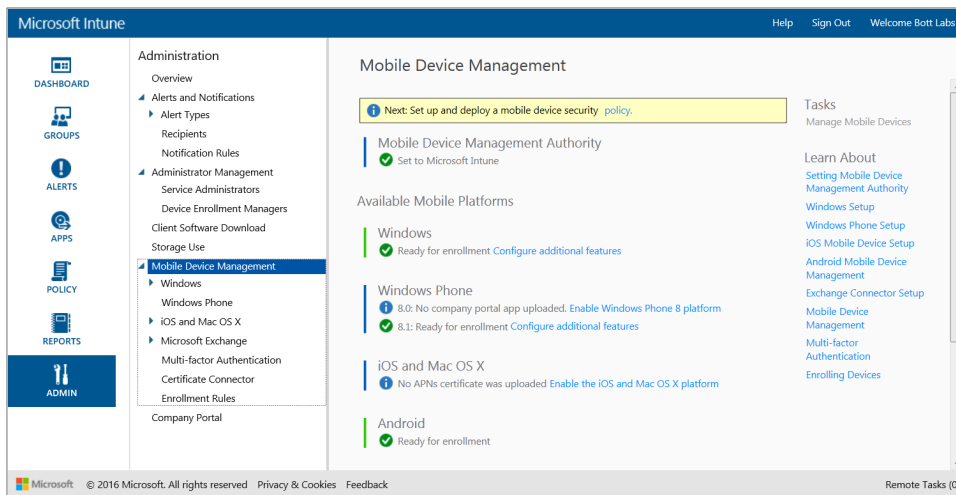 Microsoft Intune
Help Sign Out Welcome Bott Labs
DASHBOARD
GROUPS
ALERTS
APPS
POLICY
REPORTS
ADMIN
Administration
Overview
Alerts and Notifications
Alert Types
Recipients
Notification Rules
Administrator Management
Service Administrators
Device Enrollment Managers
Client Software Download
Storage Use
Mobile Device Management
Windows
Windows Phone
iOS and Mac OS X
Microsoft Exchange
Multi-factor Authentication
Certificate Connector
Enrollment Rules
Company Portal
Mobile Device Management
Next: Set up and deploy a mobile device security policy.
Mobile Device Management Authority
Set to Microsoft Intune
Available Mobile Platforms
Windows
Ready for enrollment Configure additional features
Windows Phone
8.0: No company portal app uploaded. Enable Windows Phone 8 platform
8.1: Ready for enrollment Configure additional features
iOS and Mac OS X
No APNs certificate was uploaded Enable the iOS and Mac OS X platform
Android
Ready for enrollment
Tasks
Manage Mobile Devices
Learn About
Setting Mobile Device
Management Authority
Windows Setup
Windows Phone Setup
iOS Mobile Device Setup
Android Mobile Device
Management
Exchange Connector Setup
Mobile Device
Management
Multi-factor
Authentication
Enrolling Devices
Microsoft © 2016 Microsoft. All rights reserved Privacy & Cookies Feedback
Remote Tasks (0